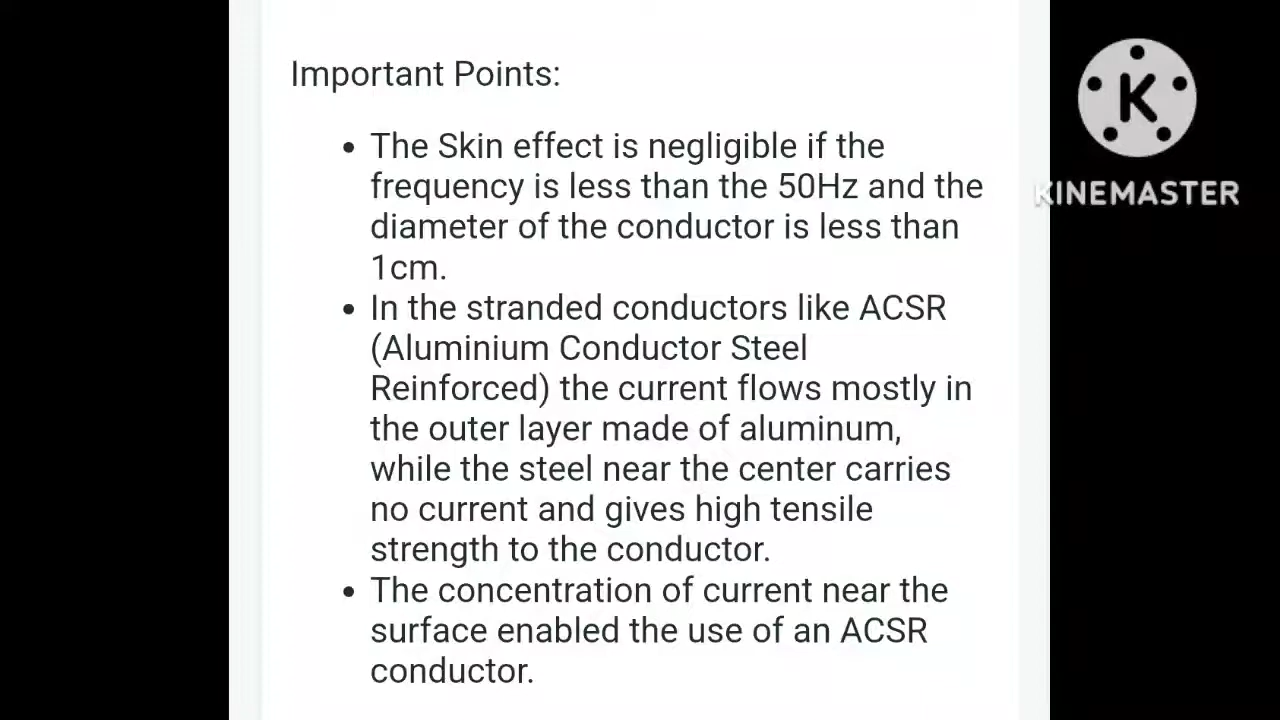 Important Points:
• The Skin effect is negligible if the
frequency is less than the 50Hz and the
diameter of the conductor is less than
1cm.
• In the stranded conductors like ACSR
(Aluminium Conductor Steel
Reinforced) the current flows mostly in
the outer layer made of aluminum,
while the steel near the center carries
no current and gives high tensile
strength to the conductor.
• The concentration of current near the
surface enabled the use of an ACSR
conductor.
K
KINEMASTER